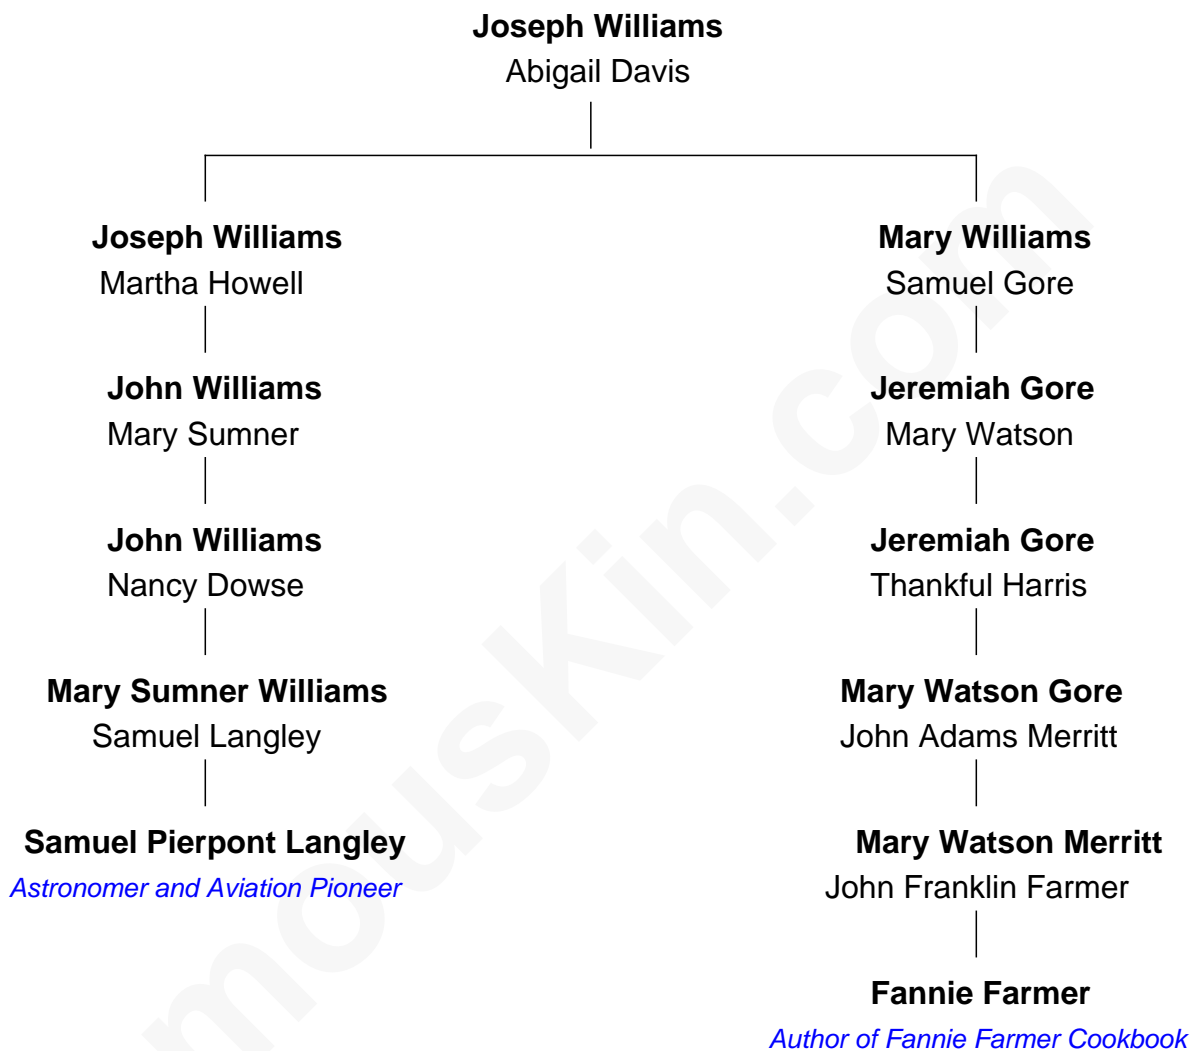 Joseph Williams
Abigail Davis
Joseph Williams
Martha Howell
Mary Williams
Samuel Gore
John Williams
Mary Sumner
Jeremiah Gore
Mary Watson
John Williams
Nancy Dowse
Jeremiah Gore
Thankful Harris
Mary Sumner Williams
Samuel Langley
Mary Watson Gore
John Adams Merritt
Samuel Pierpont Langley
Astronomer and Aviation Pioneer
Mary Watson Merritt
John Franklin Farmer
Fannie Farmer
Author of Fannie Farmer Cookbook
mousKin.com